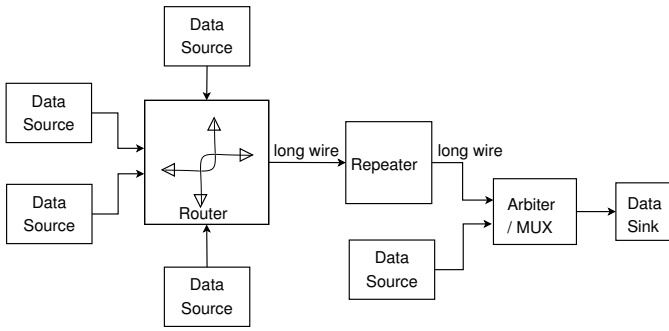 Data
Source
Data
Source
Data
Source
Router
Data
Source
long wire
Repeater
long wire
Data
Source
Arbiter
/ MUX
Data
Sink